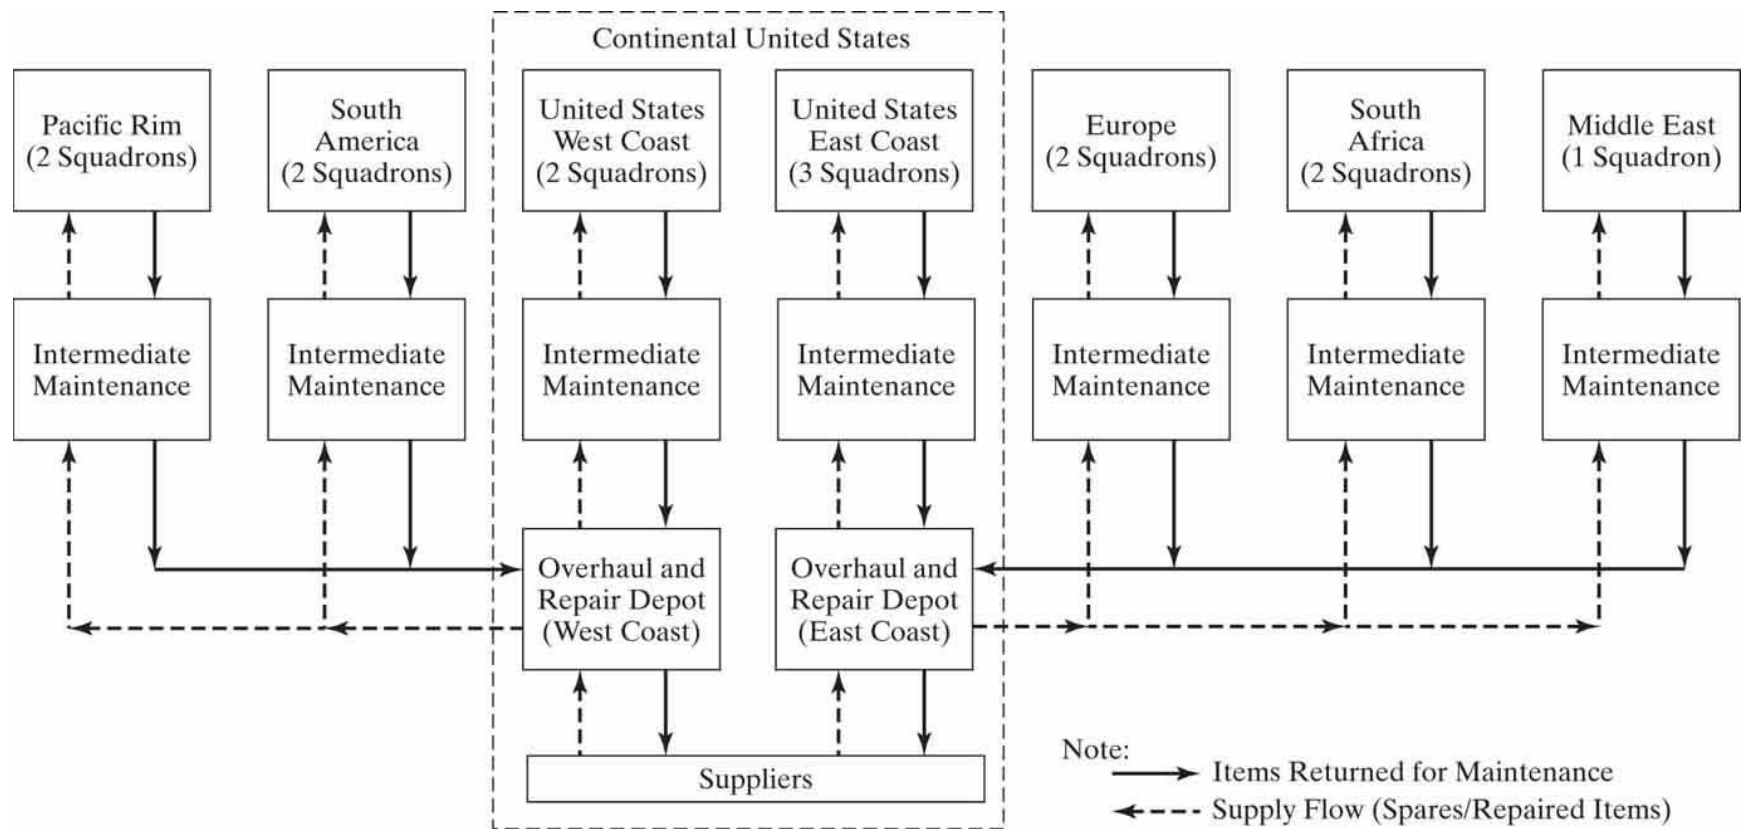 Continental United States
Pacific Rim
(2 Squadrons)
South
America
(2 Squadrons)
United States
West Coast
(2 Squadrons)
United States
East Coast
(3 Squadrons)
Europe
(2 Squadrons)
South
Africa
(2 Squadrons)
Middle East
(1 Squadron)
Intermediate
Maintenance
Intermediate
Maintenance
Intermediate
Maintenance
Intermediate
Maintenance
Intermediate
Maintenance
Intermediate
Maintenance
Intermediate
Maintenance
Overhaul and
Repair Depot
(West Coast)
Overhaul and
Repair Depot
(East Coast)
Suppliers
Note:
Items Returned for Maintenance
Supply Flow (Spares/Repaired Items)